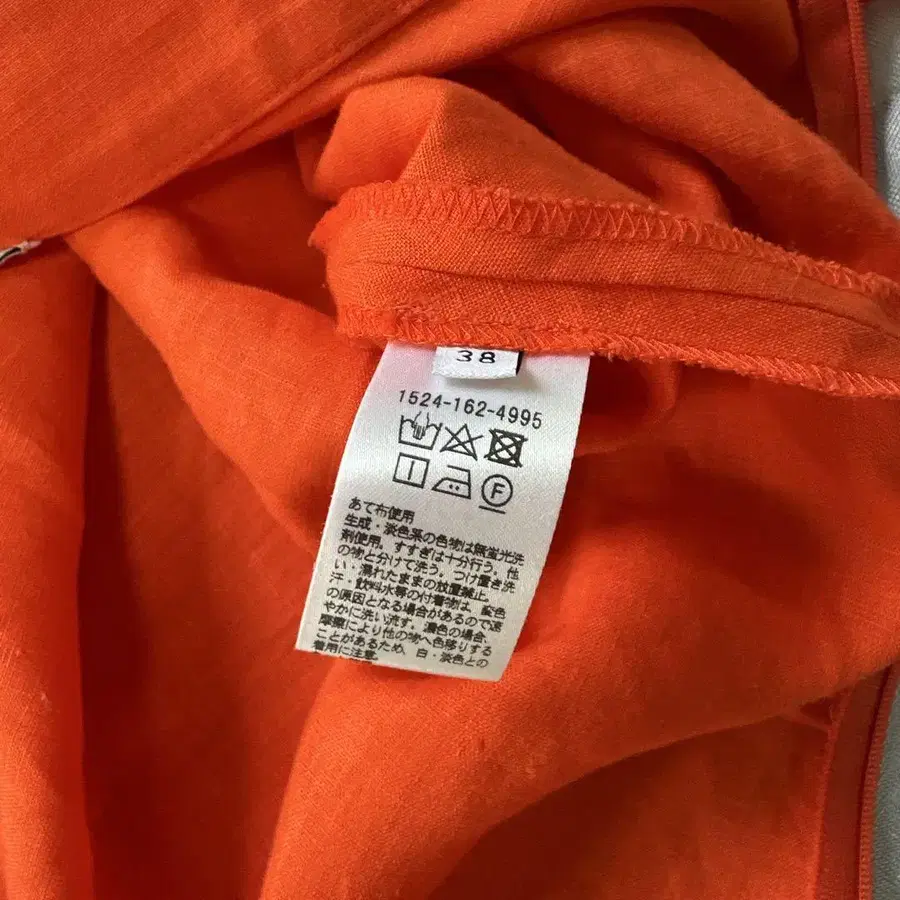 38
1524-162-4995
F
あて布使用
生成・淡色系の色物は無蛍光洗
剤使用。すすぎは十分行う。他
の物と分けて洗う。つけ置き洗
い・濡れたままの放置禁止。
汗・飲料水等の付着物は、変色
の原因となる場合があるので速
やかに洗い流す。濃色の場合、
摩擦により他の物へ色移りする
ことがあるため、白・淡色との
着用に注意